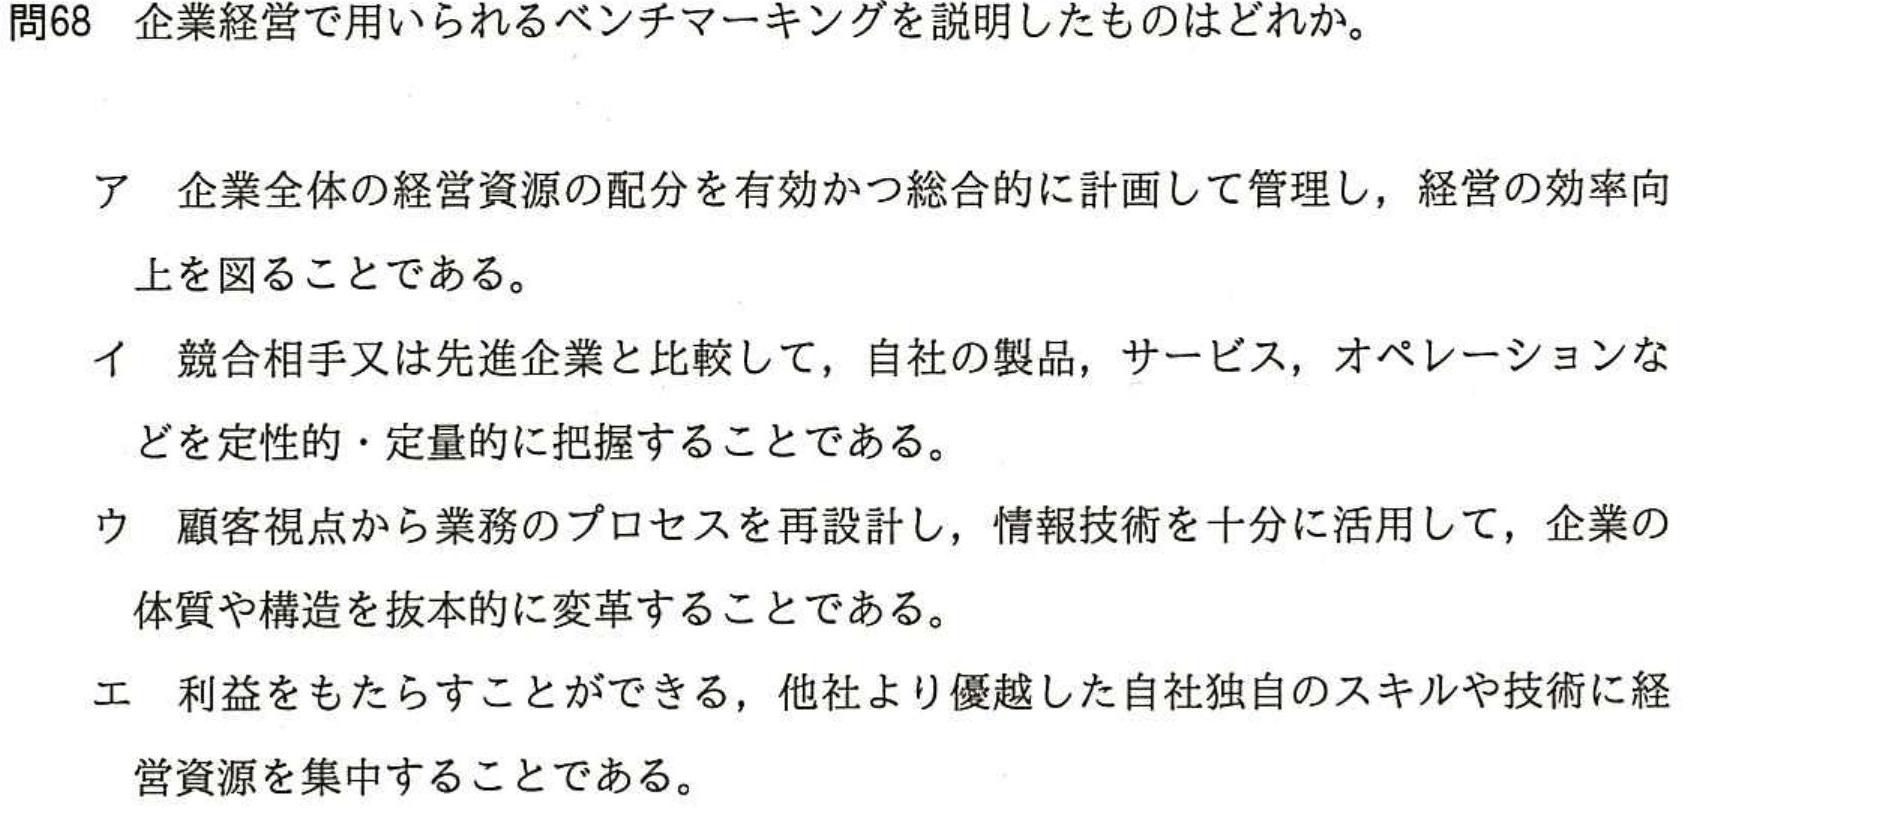 問68　企業経営で用いられるベンチマーキングを説明したものはどれか。
ア　企業全体の経営資源の配分を有効かつ総合的に計画して管理し，経営の効率向
上を図ることである。
イ　競合相手又は先進企業と比較して，自社の製品，サービス，オペレーションな
どを定性的・定量的に把握することである。
ウ　顧客視点から業務のプロセスを再設計し，情報技術を十分に活用して，企業の
体質や構造を抜本的に変革することである。
エ　利益をもたらすことができる，他社より優越した自社独自のスキルや技術に経
営資源を集中することである。